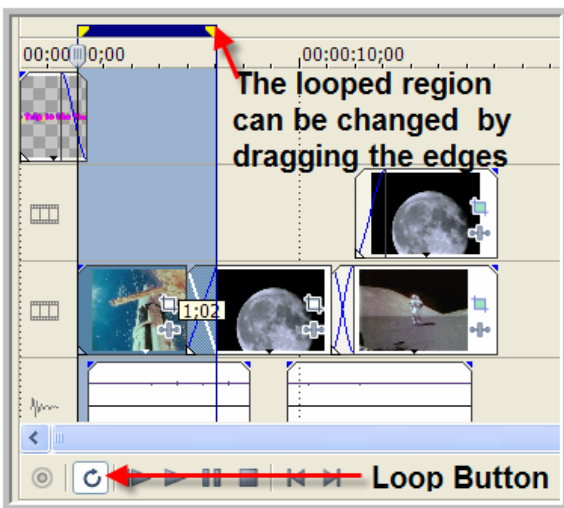 00:00:00;00
00:00:10;00
The looped region
can be changed by
dragging the edges
1;02
Loop Button